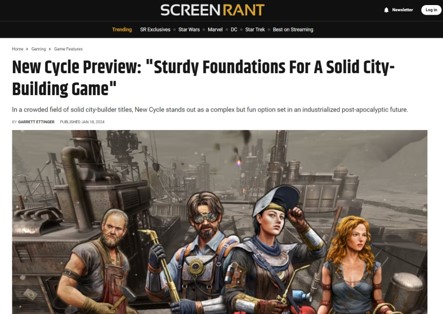 SCREENRANT
Newsletter
Log in
Trending SR Exclusives Star Wars Marvel DC Star Trek Best on Streaming
Home > Gaming > Game Features
New Cycle Preview: "Sturdy Foundations For A Solid City-
Building Game"
In a crowded field of solid city-builder titles, New Cycle stands out as a complex but fun option set in an industrialized post-apocalyptic future.
BY GARRETT ETTINGER PUBLISHED JAN 18, 2024